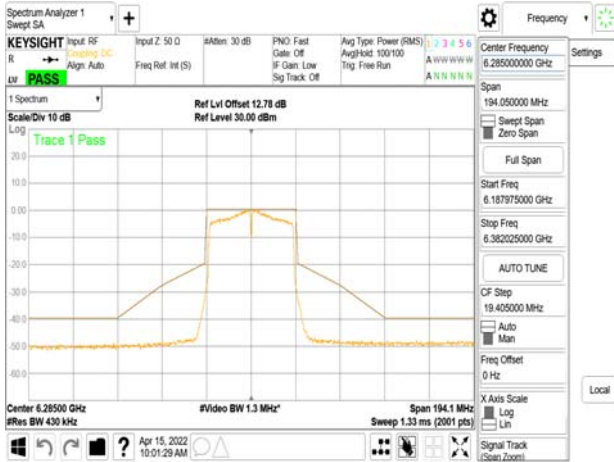 Spectrum Analyzer 1
Swept SA
Frequency
Settings
KEYSIGHT
R
LV
PASS
Input: RF
Coupling: DC
Align: Auto
Input Z: 50 Ω
Freq Ref: Int (S)
#Atten: 30 dB
PNO: Fast
Gate: Off
IF Gain: Low
Sig Track: Off
Avg Type: Power (RMS)
Avg|Hold: 100/100
Trig: Free Run
1 2 3 4 5 6
A W W W W W
A N N N N N
1 Spectrum
Scale/Div 10 dB
Log
Ref Lvl Offset 12.78 dB
Ref Level 30.00 dBm
Trace 1 Pass
20.0
10.0
0.00
-10.0
-20.0
-30.0
-40.0
-50.0
-60.0
Center 6.28500 GHz
#Res BW 430 kHz
#Video BW 1.3 MHz*
Span 194.1 MHz
Sweep 1.33 ms (2001 pts)
Apr 15, 2022
10:01:29 AM
Center Frequency
6.285000000 GHz
Span
194.050000 MHz
Swept Span
Zero Span
Full Span
Start Freq
6.187975000 GHz
Stop Freq
6.382025000 GHz
AUTO TUNE
CF Step
19.405000 MHz
Auto
Man
Freq Offset
0 Hz
X Axis Scale
Log
Lin
Signal Track
(Span Zoom)
Local